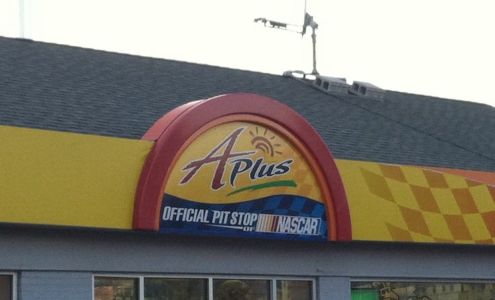 APlus
OFFICIAL PIT STOP OF NASCAR